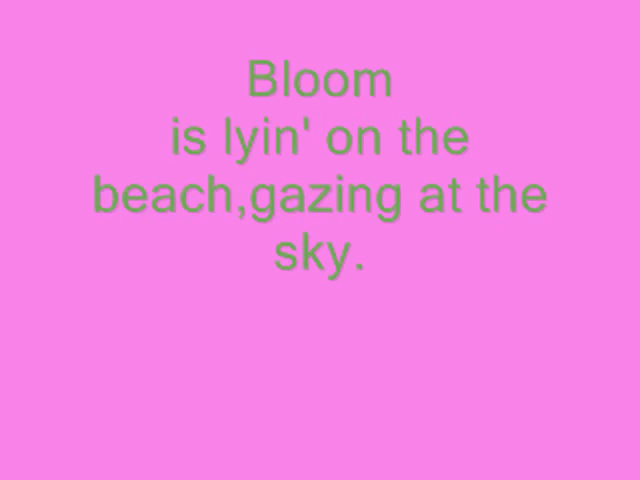 Bloom
is lyin' on the
beach,gazing at the
sky.